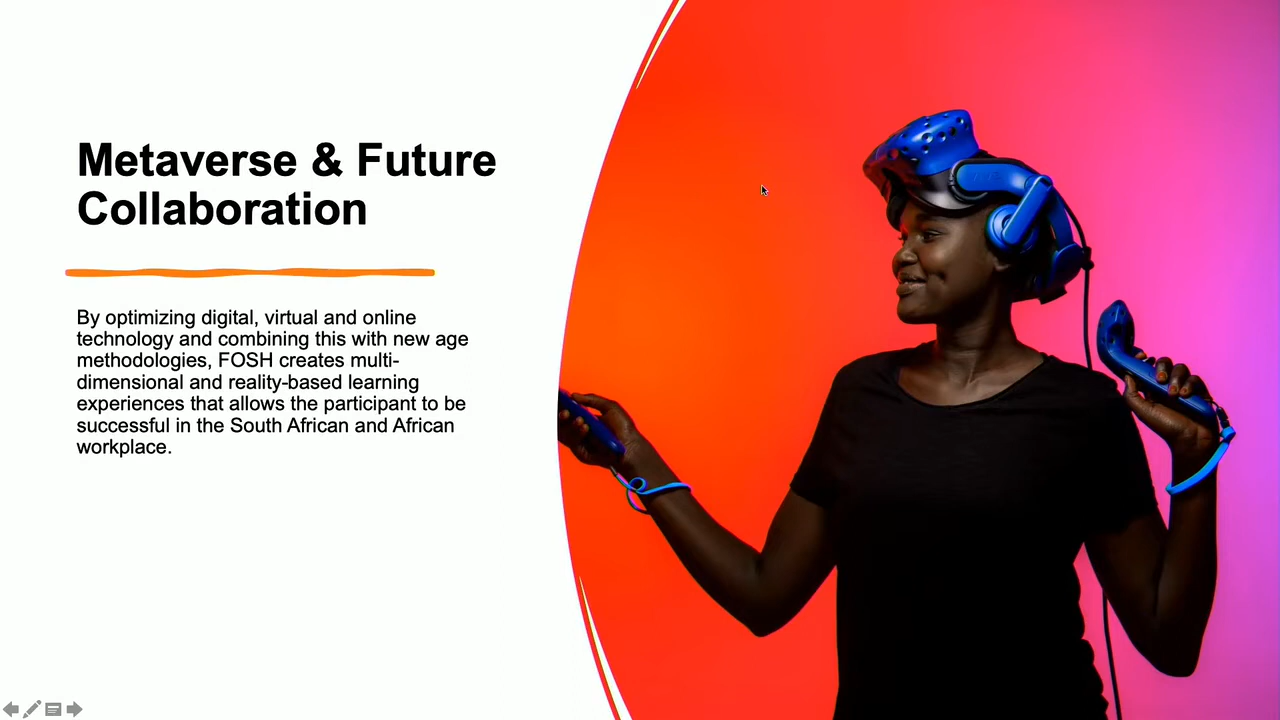 Metaverse & Future
Collaboration
By optimizing digital, virtual and online
technology and combining this with new age
methodologies, FOSH creates multi-
dimensional and reality-based learning
experiences that allows the participant to be
successful in the South African and African
workplace.